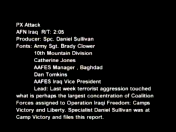 PX Attack
AFN Iraq R/T: 2:05
Producer: Spc. Daniel Sullivan
Fonts: Army Sgt. Brady Clower
10th Mountain Division
Catherine Jones
AAFES Manager, Baghdad
Dan Tomkins
AAFES Iraq Vice President
Lead: Last week terrorist aggression touched
what is perhaps the largest concentration of Coalition
Forces assigned to Operation Iraqi Freedom: Camps
Victory and Liberty. Specialist Daniel Sullivan was at
Camp Victory and files this report.